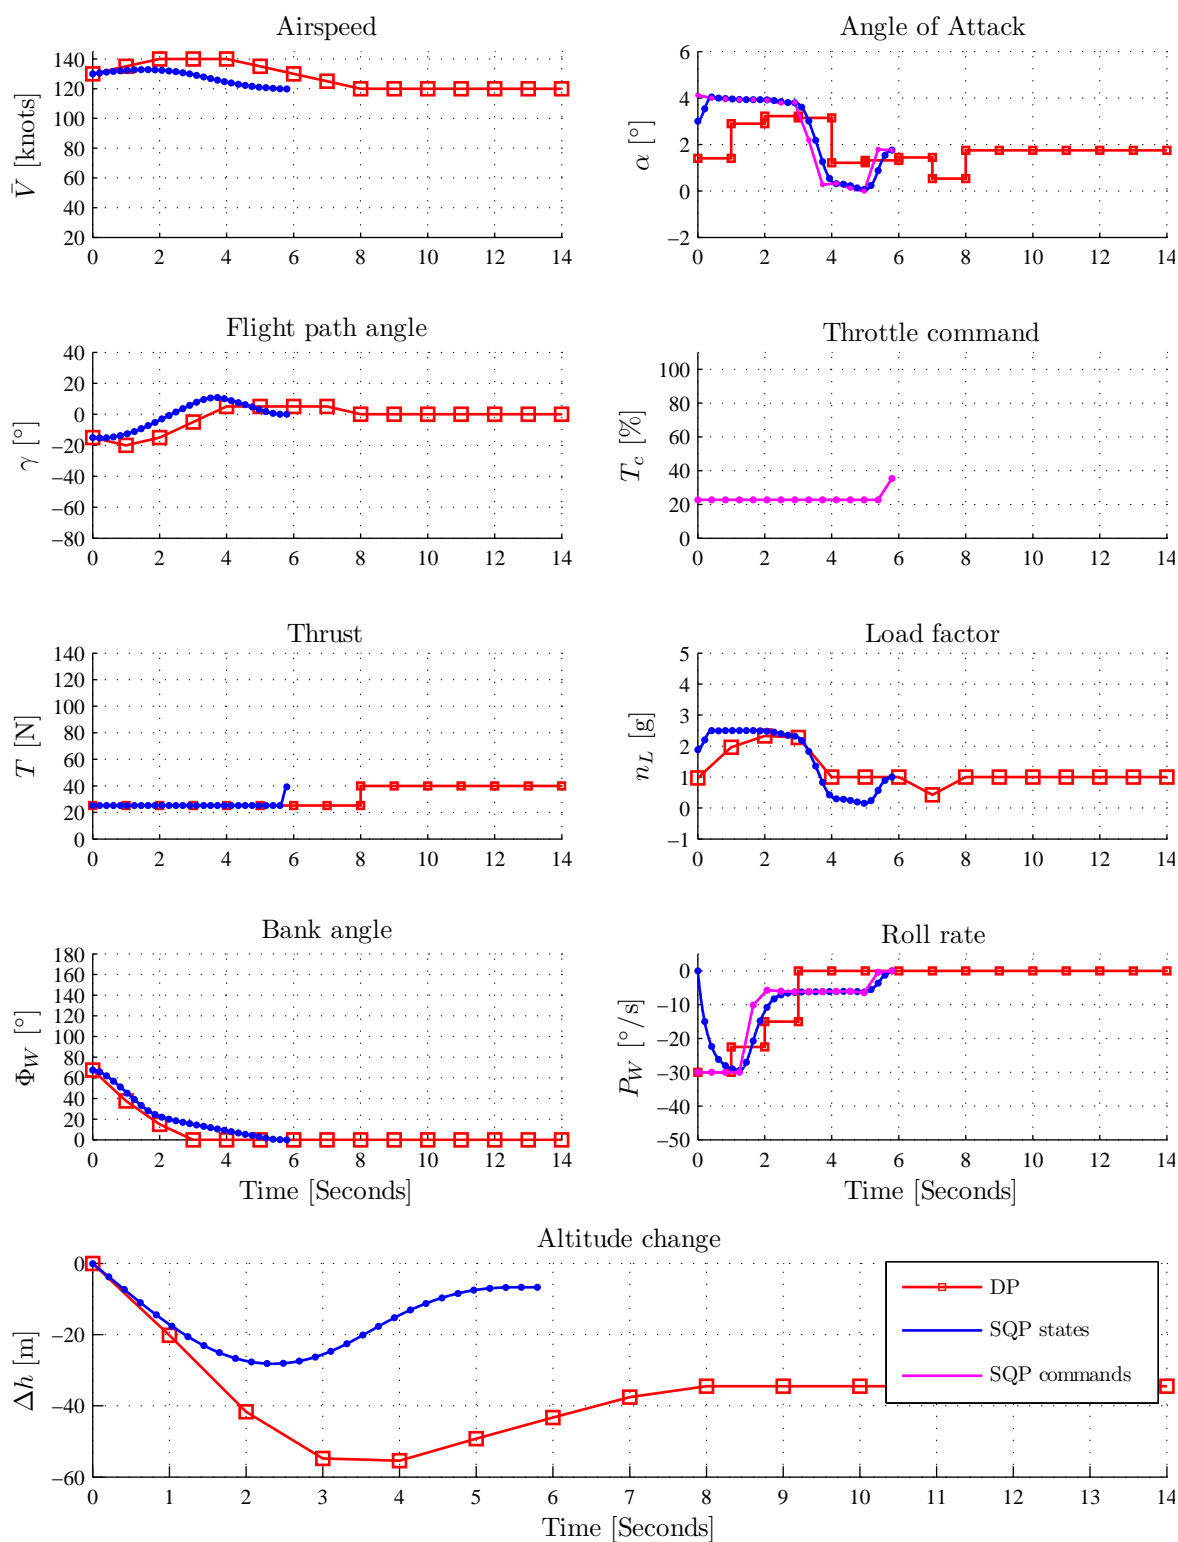 Airspeed
V̄ [knots]
140
120
100
80
60
40
20
0 2 4 6 8 10 12 14
Angle of Attack
α [°]
6
4
2
0
−2
0 2 4 6 8 10 12 14
Flight path angle
γ [°]
40
20
0
−20
−40
−60
−80
0 2 4 6 8 10 12 14
Throttle command
T_c [%]
100
80
60
40
20
0
0 2 4 6 8 10 12 14
Thrust
T [N]
140
120
100
80
60
40
20
0
0 2 4 6 8 10 12 14
Load factor
n_L [g]
5
4
3
2
1
0
−1
0 2 4 6 8 10 12 14
Bank angle
Φ_W [°]
180
160
140
120
100
80
60
40
20
0
0 2 4 6 8 10 12 14
Time [Seconds]
Roll rate
P_W [°/s]
0
−10
−20
−30
−40
−50
0 2 4 6 8 10 12 14
Time [Seconds]
Altitude change
Δh [m]
0
−20
−40
−60
0 1 2 3 4 5 6 7 8 9 10 11 12 13 14
Time [Seconds]
DP
SQP states
SQP commands